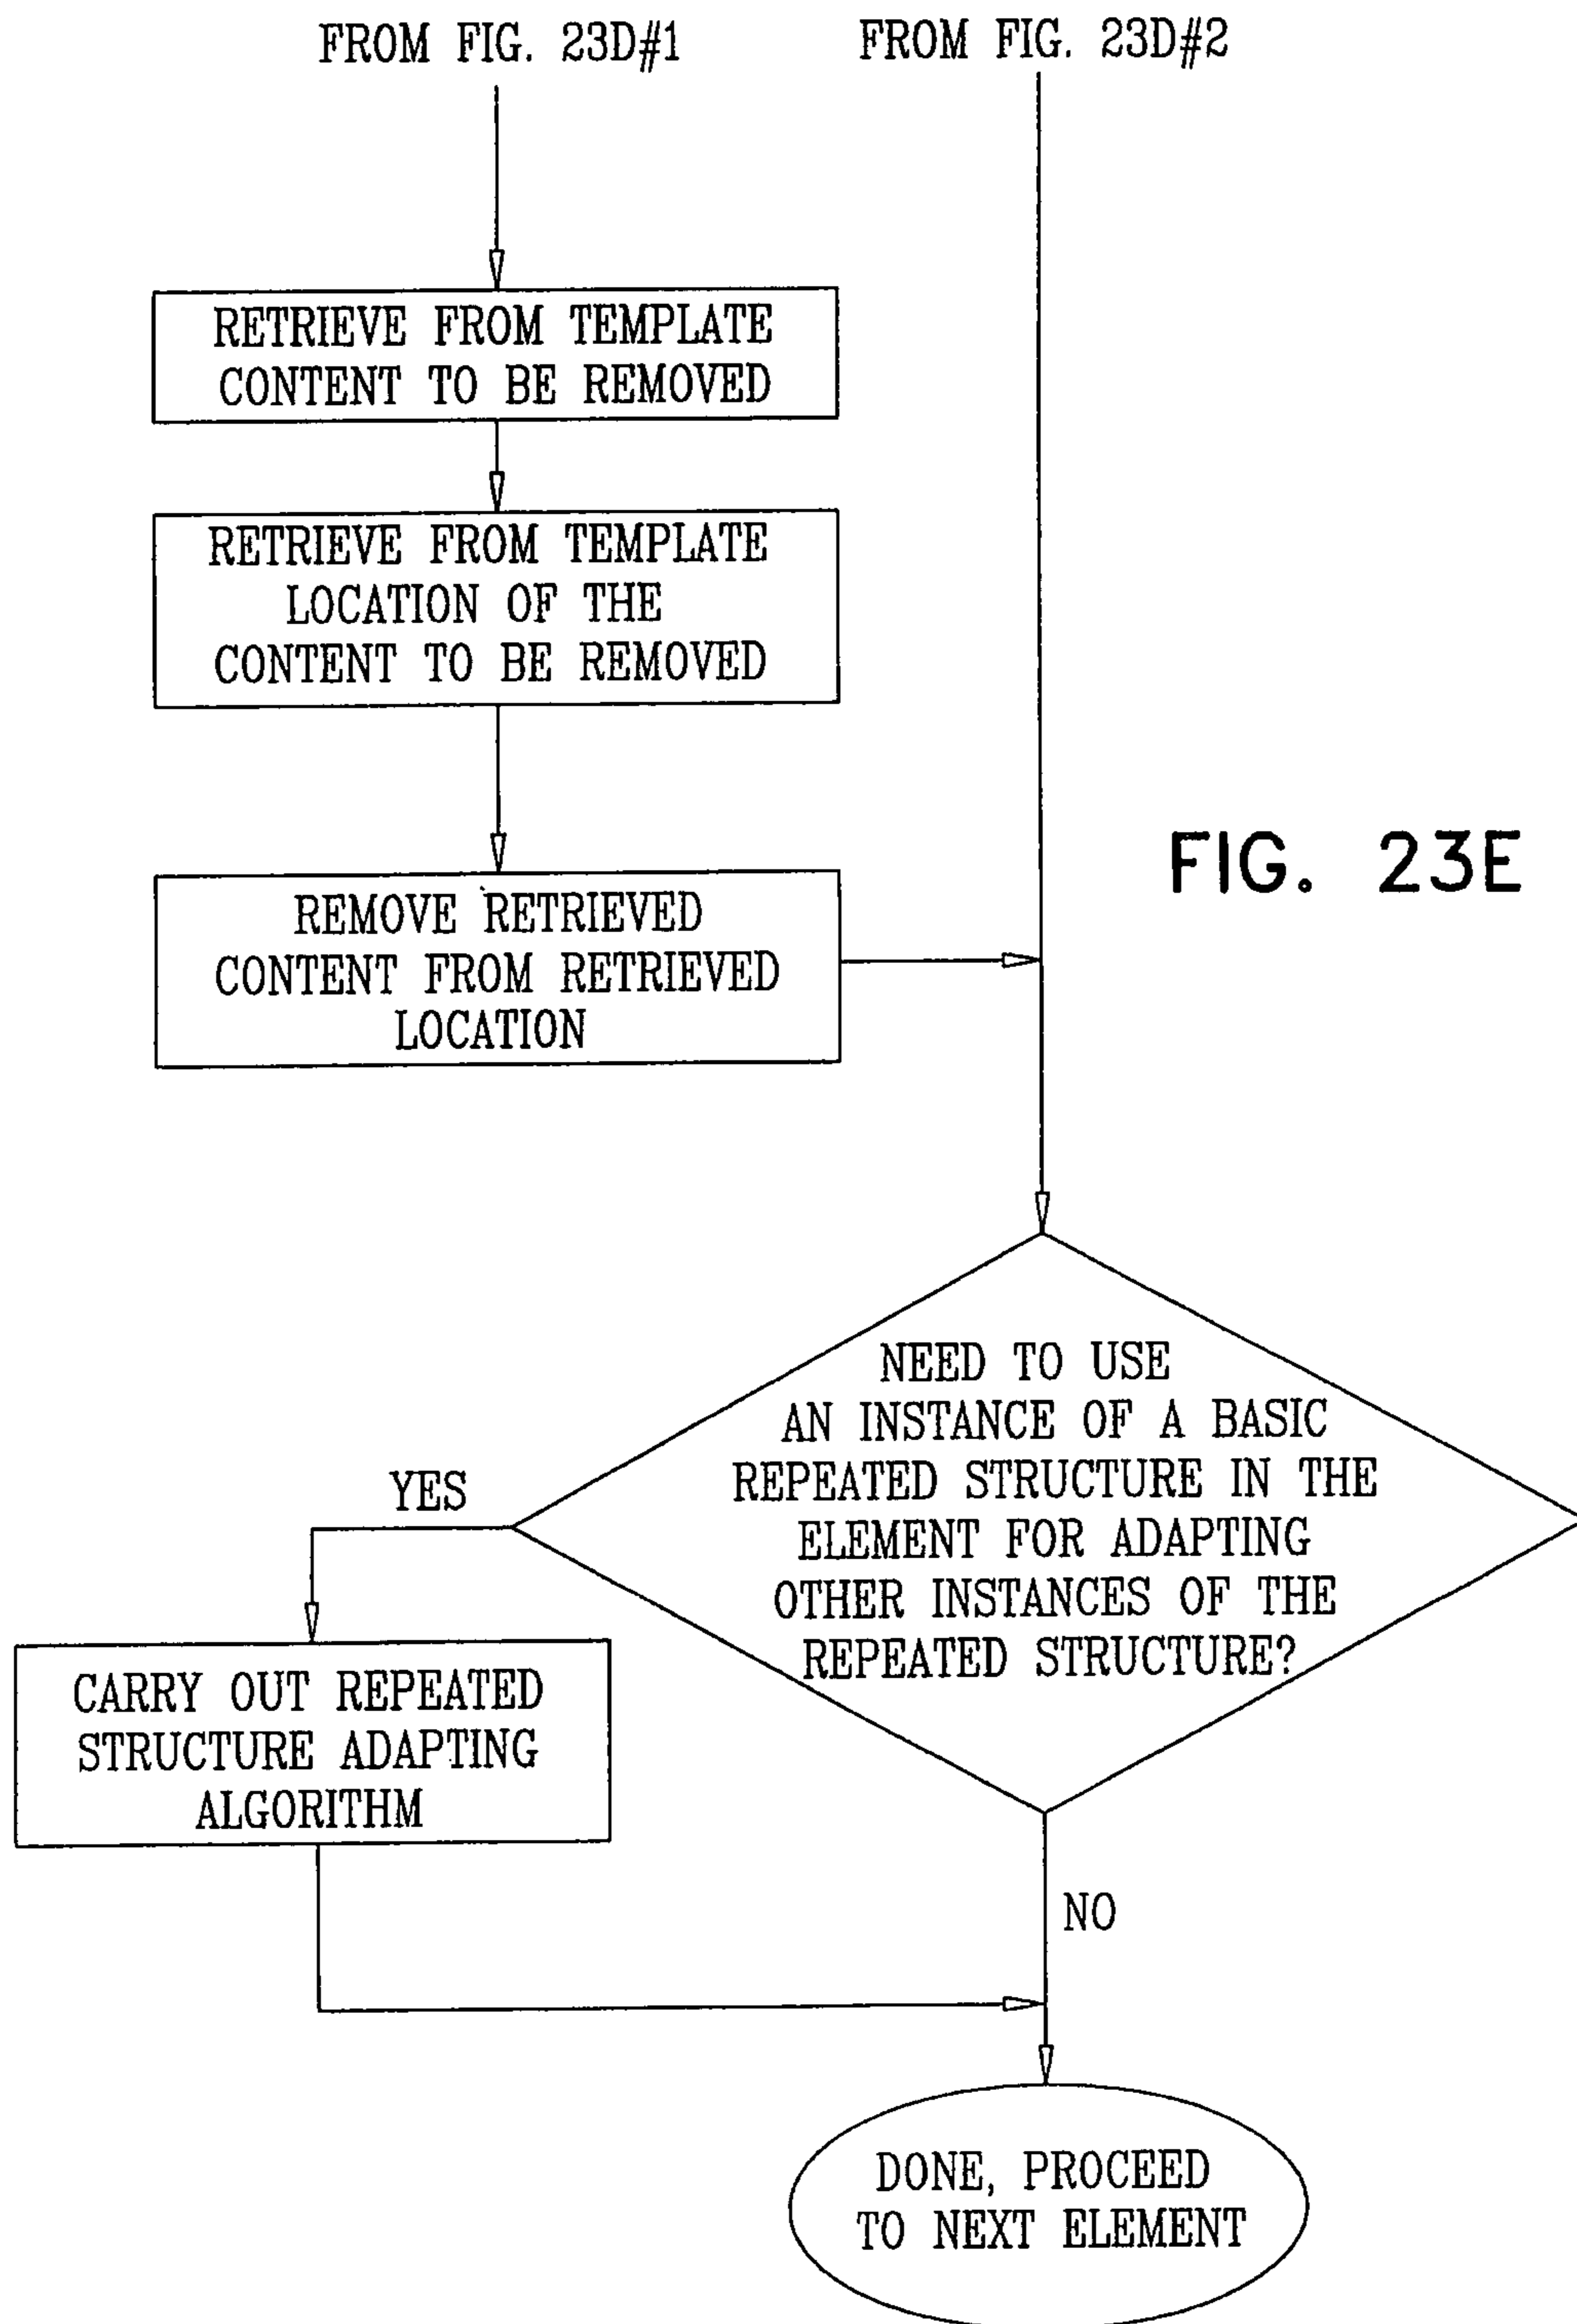 FROM FIG. 23D#1
FROM FIG. 23D#2
RETRIEVE FROM TEMPLATE
CONTENT TO BE REMOVED
RETRIEVE FROM TEMPLATE
LOCATION OF THE
CONTENT TO BE REMOVED
REMOVE RETRIEVED
CONTENT FROM RETRIEVED
LOCATION
FIG. 23E
NEED TO USE
AN INSTANCE OF A BASIC
REPEATED STRUCTURE IN THE
ELEMENT FOR ADAPTING
OTHER INSTANCES OF THE
REPEATED STRUCTURE?
YES
CARRY OUT REPEATED
STRUCTURE ADAPTING
ALGORITHM
NO
DONE, PROCEED
TO NEXT ELEMENT